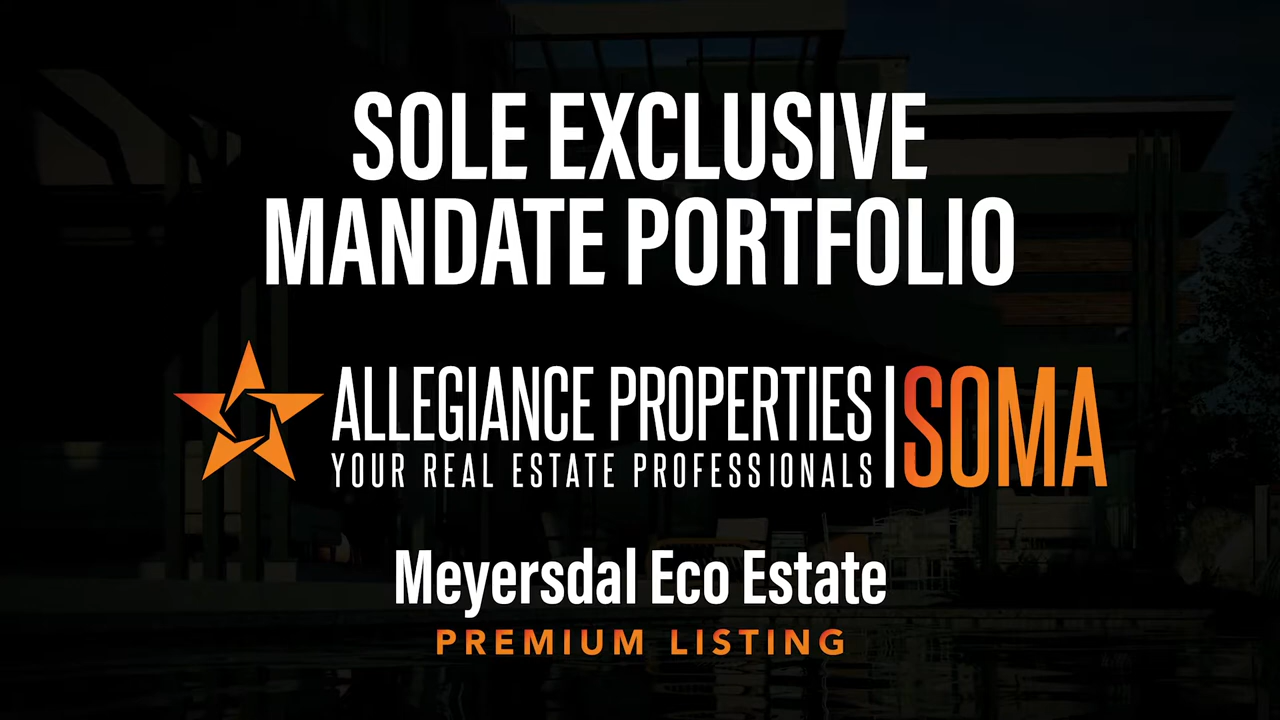 SOLE EXCLUSIVE
MANDATE PORTFOLIO
ALLEGIANCE PROPERTIES
YOUR REAL ESTATE PROFESSIONALS
SOMA
Meyersdal Eco Estate
PREMIUM LISTING